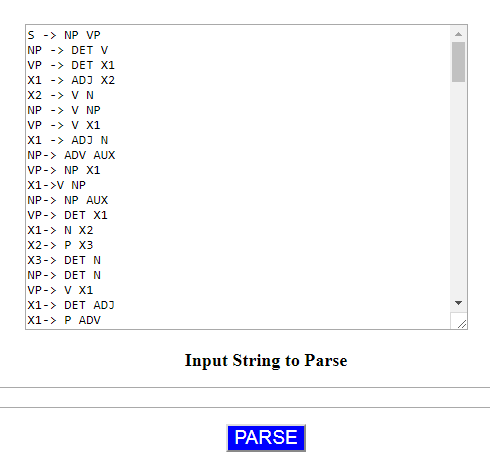 S -> NP VP
NP -> DET V
VP -> DET X1
X1 -> ADJ X2
X2 -> V N
NP -> V NP
VP -> V X1
X1 -> ADJ N
NP-> ADV AUX
VP-> NP X1
X1->V NP
NP-> NP AUX
VP-> DET X1
X1-> N X2
X2-> P X3
X3-> DET N
NP-> DET N
VP-> V X1
X1-> DET ADJ
X1-> P ADV
Input String to Parse
PARSE